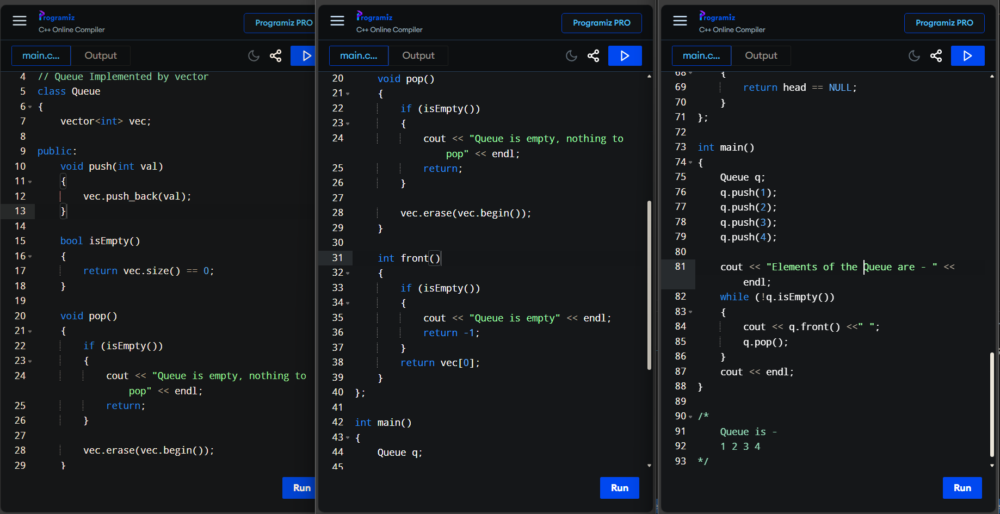 Programiz
C++ Online Compiler
Programiz PRO
main.c...
Output
4 // Queue Implemented by vector
5 class Queue
6 {
7 vector<int> vec;
8
9 public:
10 void push(int val)
11 {
12 vec.push_back(val);
13 }
14
15 bool isEmpty()
16 {
17 return vec.size() == 0;
18 }
19
20 void pop()
21 {
22 if (isEmpty())
23 {
24 cout << "Queue is empty, nothing to
pop" << endl;
25 return;
26 }
27
28 vec.erase(vec.begin());
29 }
Run
Programiz
C++ Online Compiler
Programiz PRO
main.c...
Output
20 void pop()
21 {
22 if (isEmpty())
23 {
24 cout << "Queue is empty, nothing to
pop" << endl;
25 return;
26 }
27
28 vec.erase(vec.begin());
29 }
30
31 int front()
32 {
33 if (isEmpty())
34 {
35 cout << "Queue is empty" << endl;
36 return -1;
37 }
38 return vec[0];
39 }
40 };
41
42 int main()
43 {
44 Queue q;
45
Run
Programiz
C++ Online Compiler
Programiz PRO
main.c...
Output
68 {
69 return head == NULL;
70 }
71 };
72
73 int main()
74 {
75 Queue q;
76 q.push(1);
77 q.push(2);
78 q.push(3);
79 q.push(4);
80
81 cout << "Elements of the Queue are - " <<
endl;
82 while (!q.isEmpty())
83 {
84 cout << q.front() <<" ";
85 q.pop();
86 }
87 cout << endl;
88 }
89
90 /*
91 Queue is -
92 1 2 3 4
93 */
Run